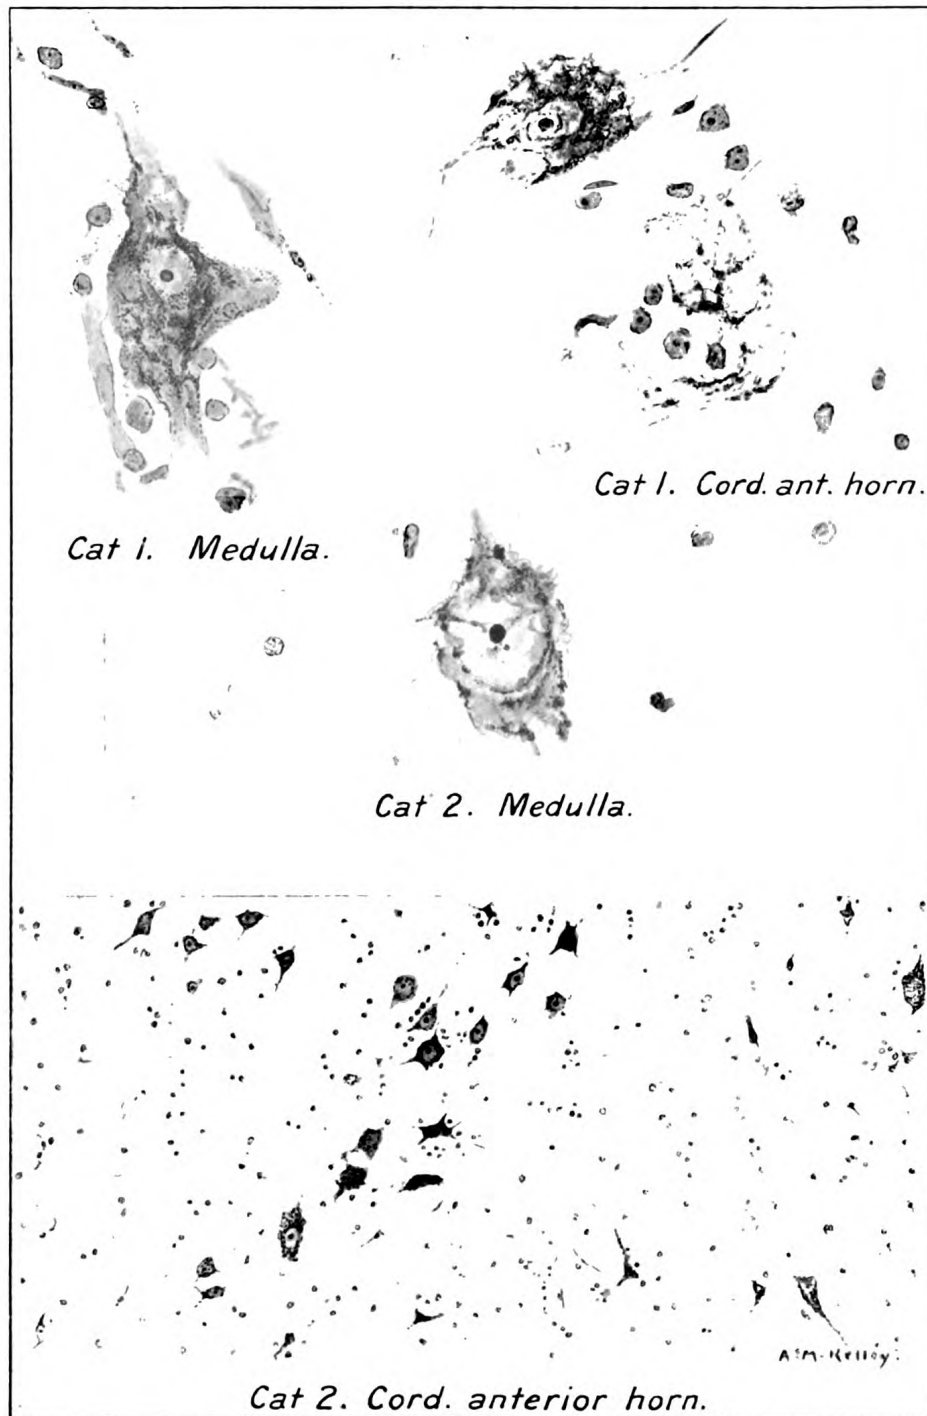 Cat 1. Cord. ant. horn.
Cat 1. Medulla.
Cat 2. Medulla.
A.M. Kelley.
Cat 2. Cord. anterior horn.